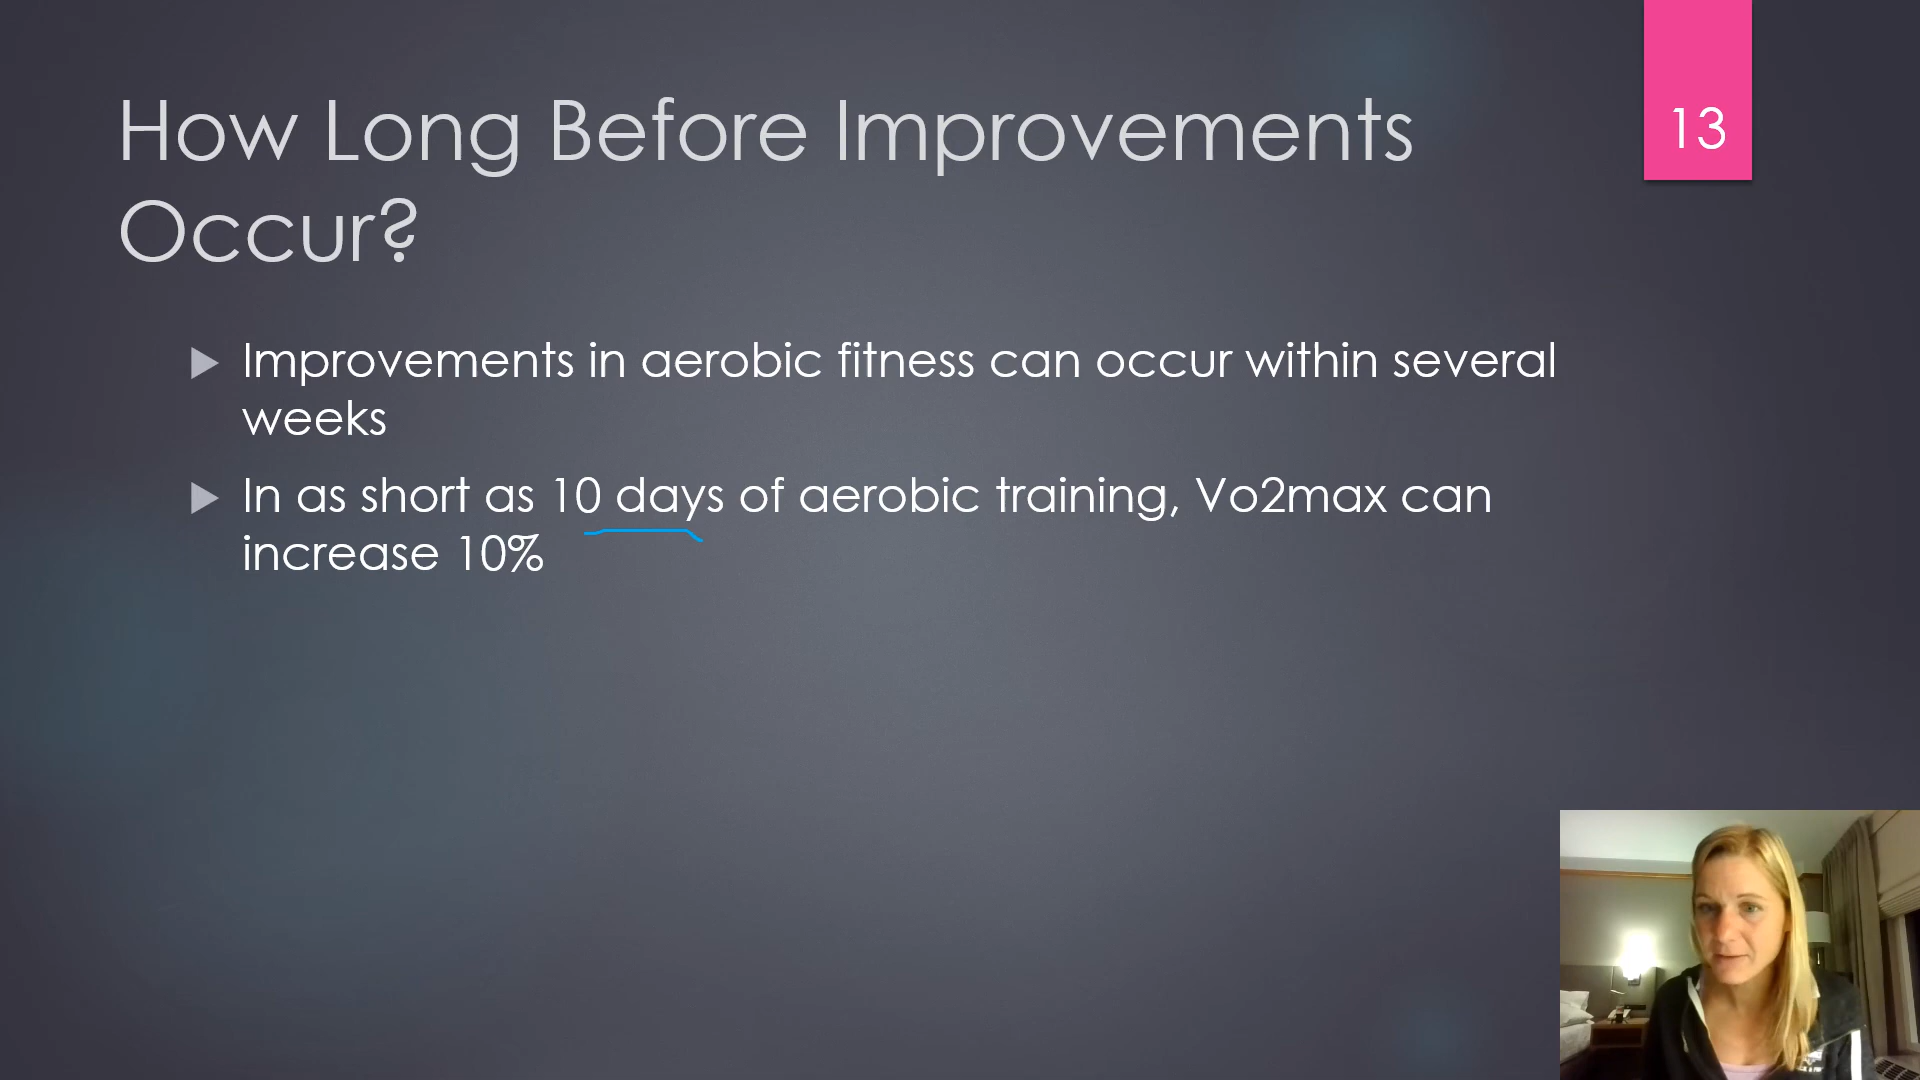 How Long Before Improvements
Occur?
13
Improvements in aerobic fitness can occur within several
weeks
In as short as 10 days of aerobic training, Vo2max can
increase 10%